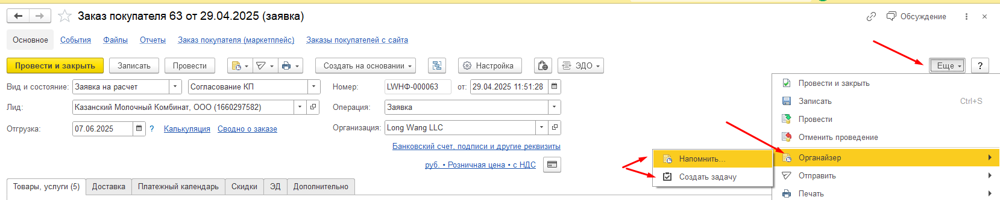 Заказ покупателя 63 от 29.04.2025 (заявка)
Обсуждение
Основное События Файлы Отчеты Заказ покупателя (маркетплейс) Заказы покупателей с сайта
Провести и закрыть Записать Провести Создать на основании Настройка ЭДО Еще ?
Вид и состояние: Заявка на расчет Согласование КП Номер: LWНФ-000063 от: 29.04.2025 11:51:28
Лид: Казанский Молочный Комбинат, ООО (1660297582) Операция: Заявка
Отгрузка: 07.06.2025 ? Калькуляция Сводно о заказе Организация: Long Wang LLC
Банковский счет, подписи и другие реквизиты
руб. • Розничная цена • с НДС
Товары, услуги (5) Доставка Платежный календарь Скидки ЭД Дополнительно
Провести и закрыть
Записать Ctrl+S
Провести
Отменить проведение
Органайзер
Отправить
Печать
Напомнить...
Создать задачу